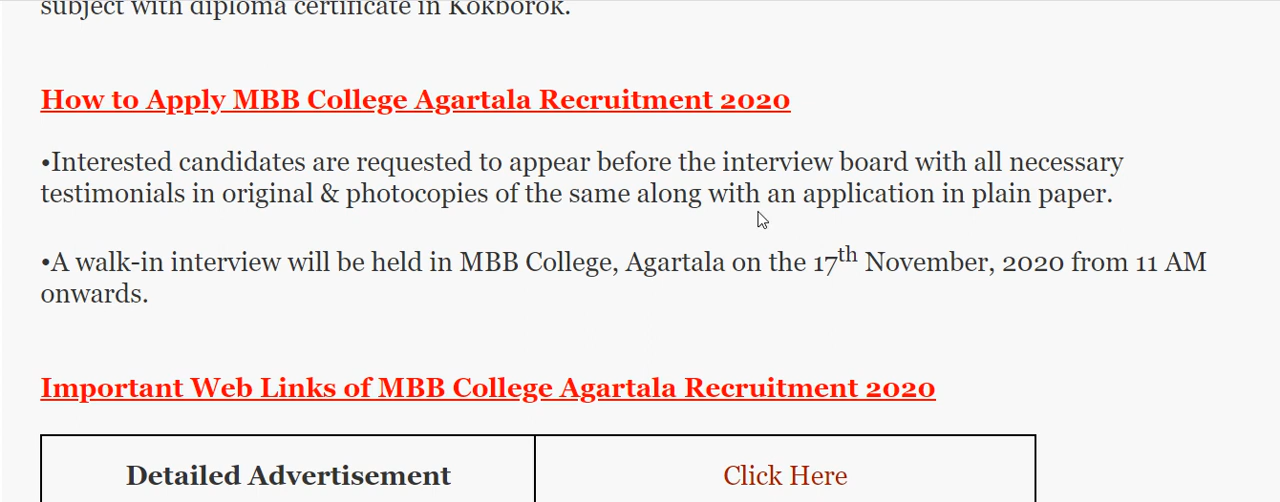 subject with diploma certificate in Kokborok.
How to Apply MBB College Agartala Recruitment 2020
•Interested candidates are requested to appear before the interview board with all necessary
testimonials in original & photocopies of the same along with an application in plain paper.
•A walk-in interview will be held in MBB College, Agartala on the 17th November, 2020 from 11 AM
onwards.
Important Web Links of MBB College Agartala Recruitment 2020
Detailed Advertisement Click Here